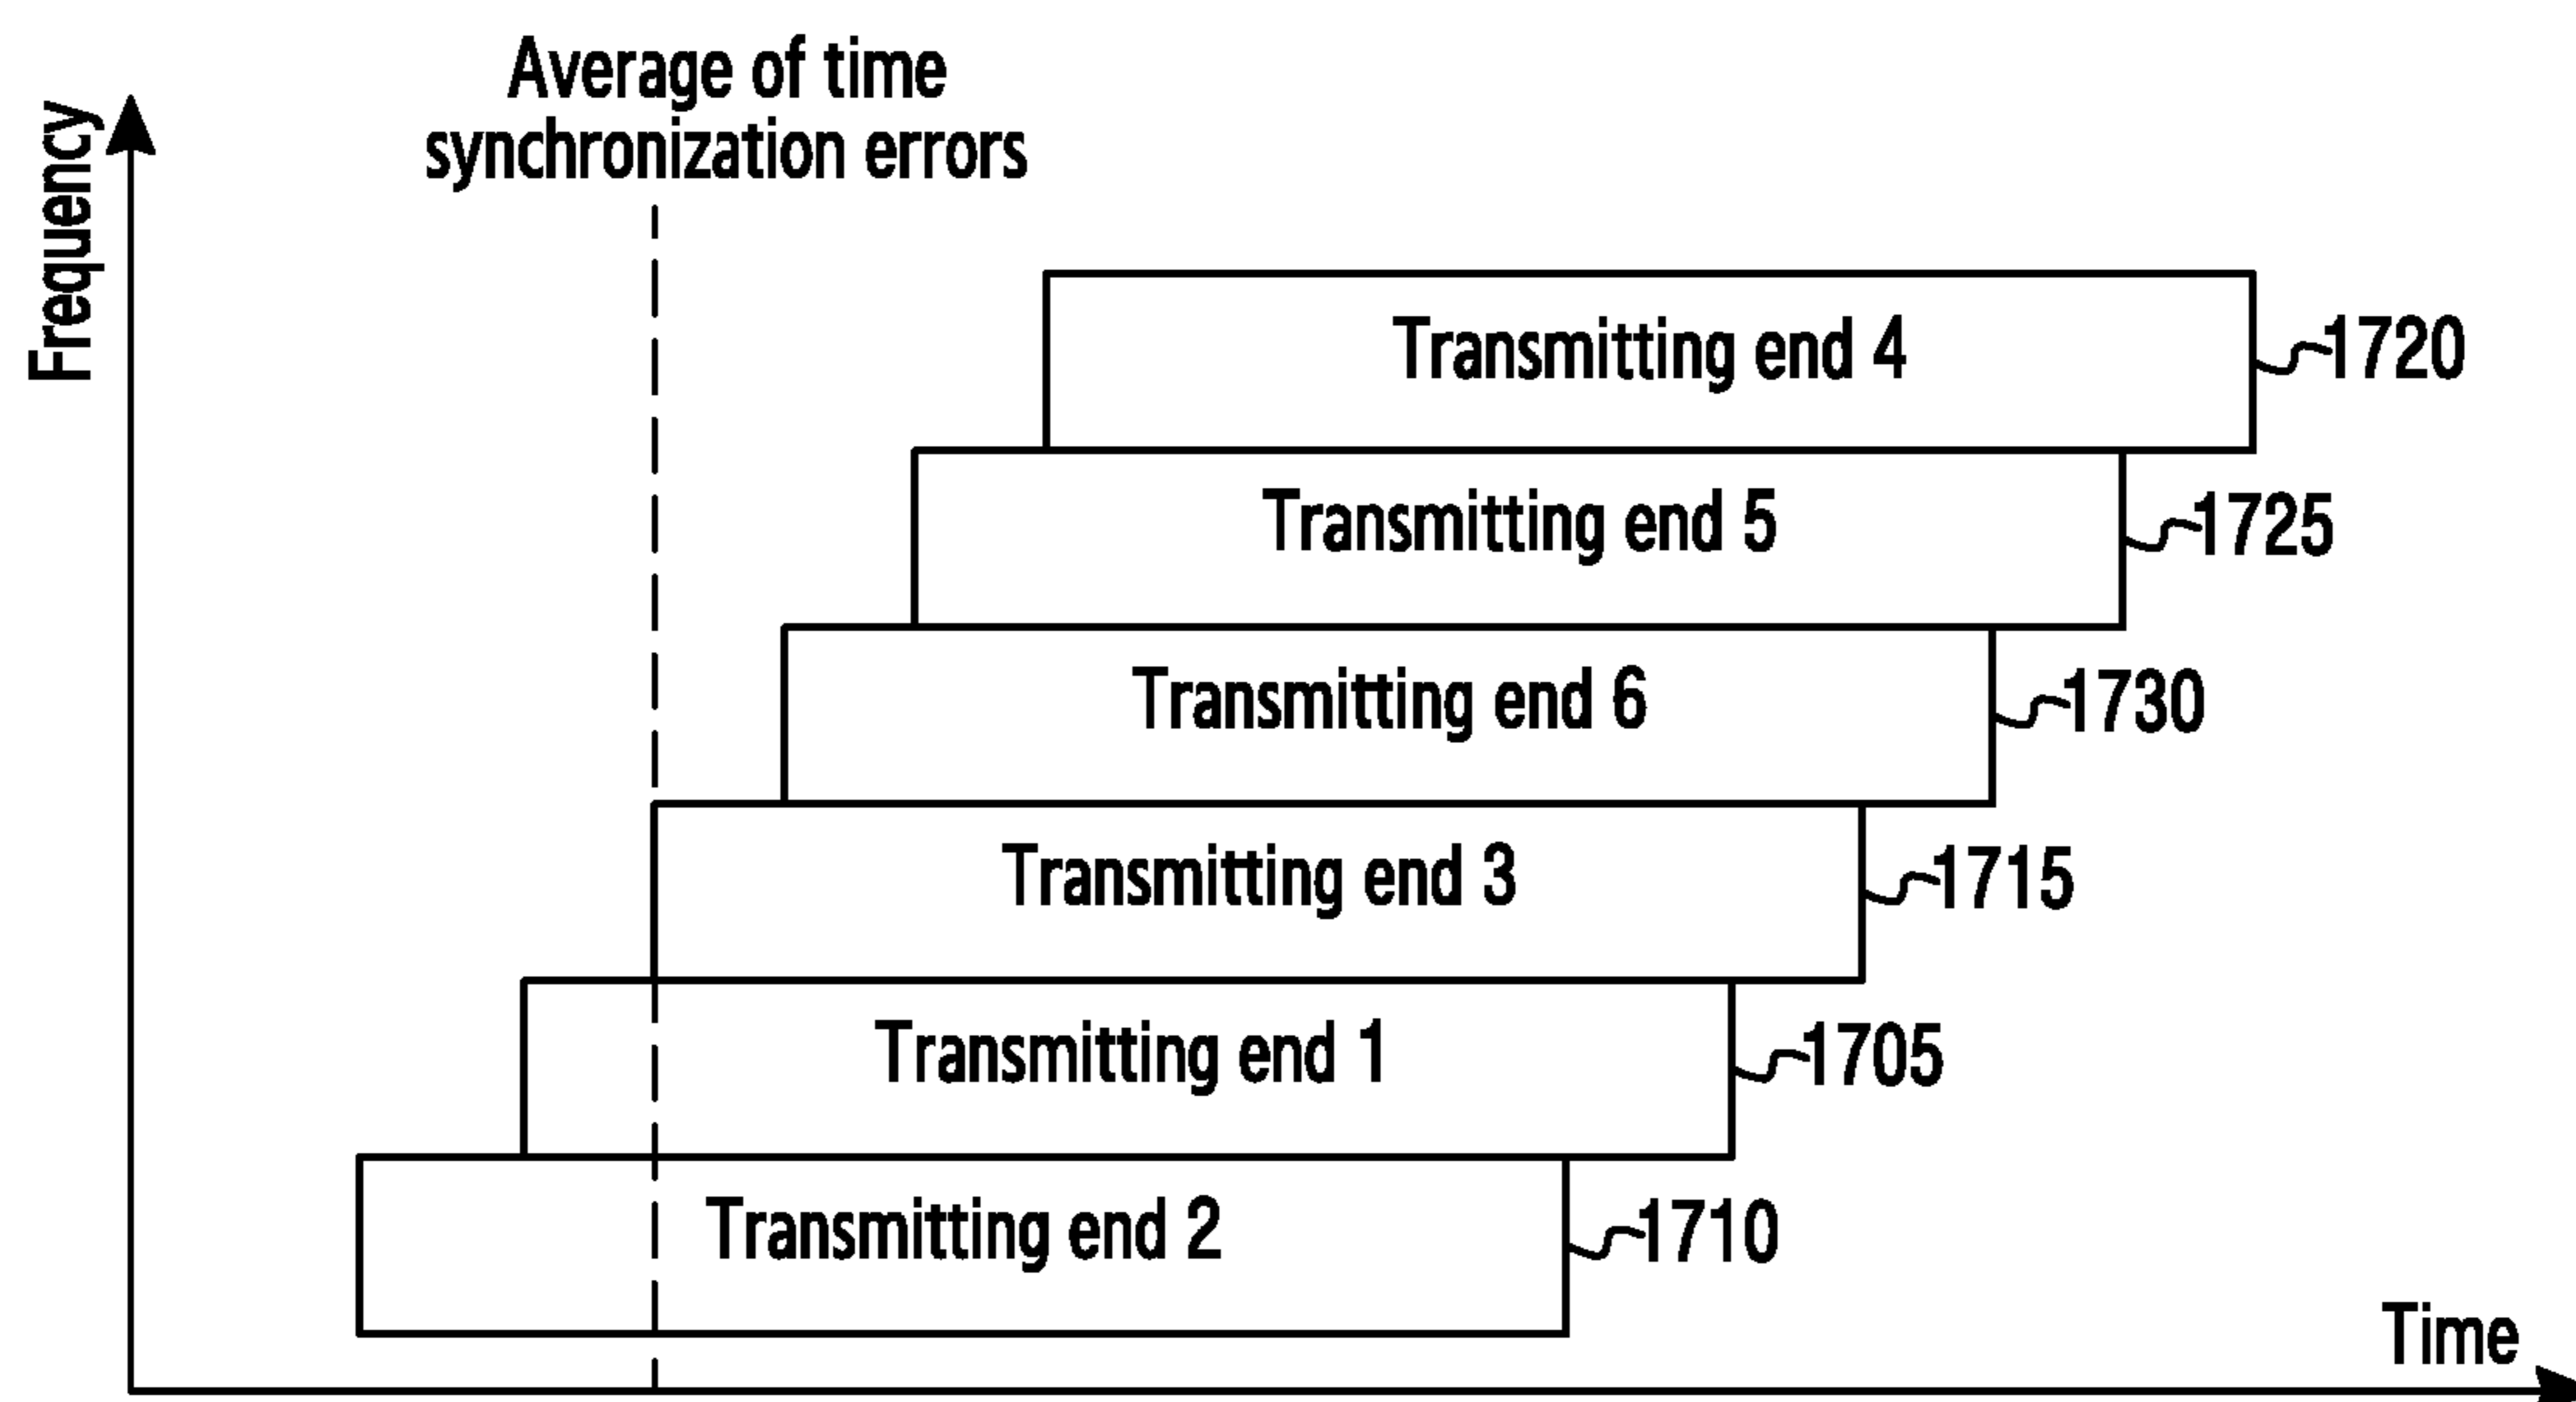 Average of time
synchronization errors
Frequency
Transmitting end 4
1720
Transmitting end 5
1725
Transmitting end 6
1730
Transmitting end 3
1715
Transmitting end 1
1705
Transmitting end 2
1710
Time